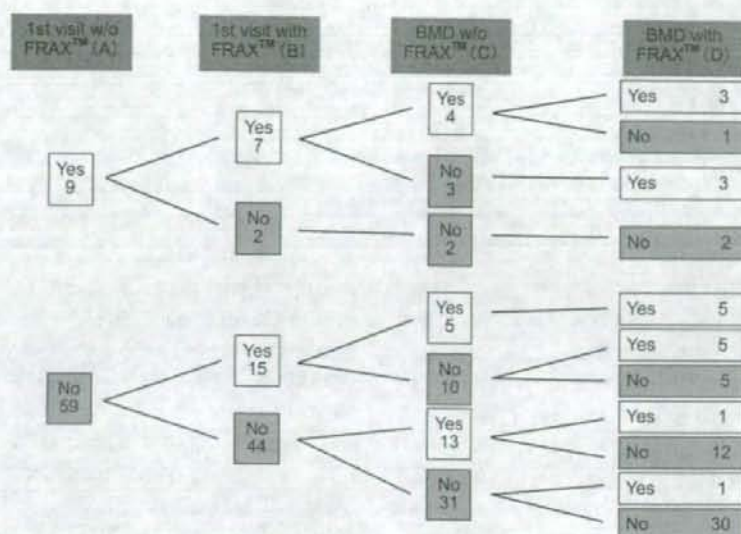 1st visit w/o
FRAX™ (A)
1st visit with
FRAX™ (B)
BMD w/o
FRAX™ (C)
BMD with
FRAX™ (D)
Yes
9
Yes
7
Yes
4
Yes 3
No 1
No
3
Yes 3
No
2
No
2
No 2
No
59
Yes
15
Yes
5
Yes 5
No
10
Yes 5
No 5
No
44
Yes
13
Yes 1
No 12
No
31
Yes 1
No 30